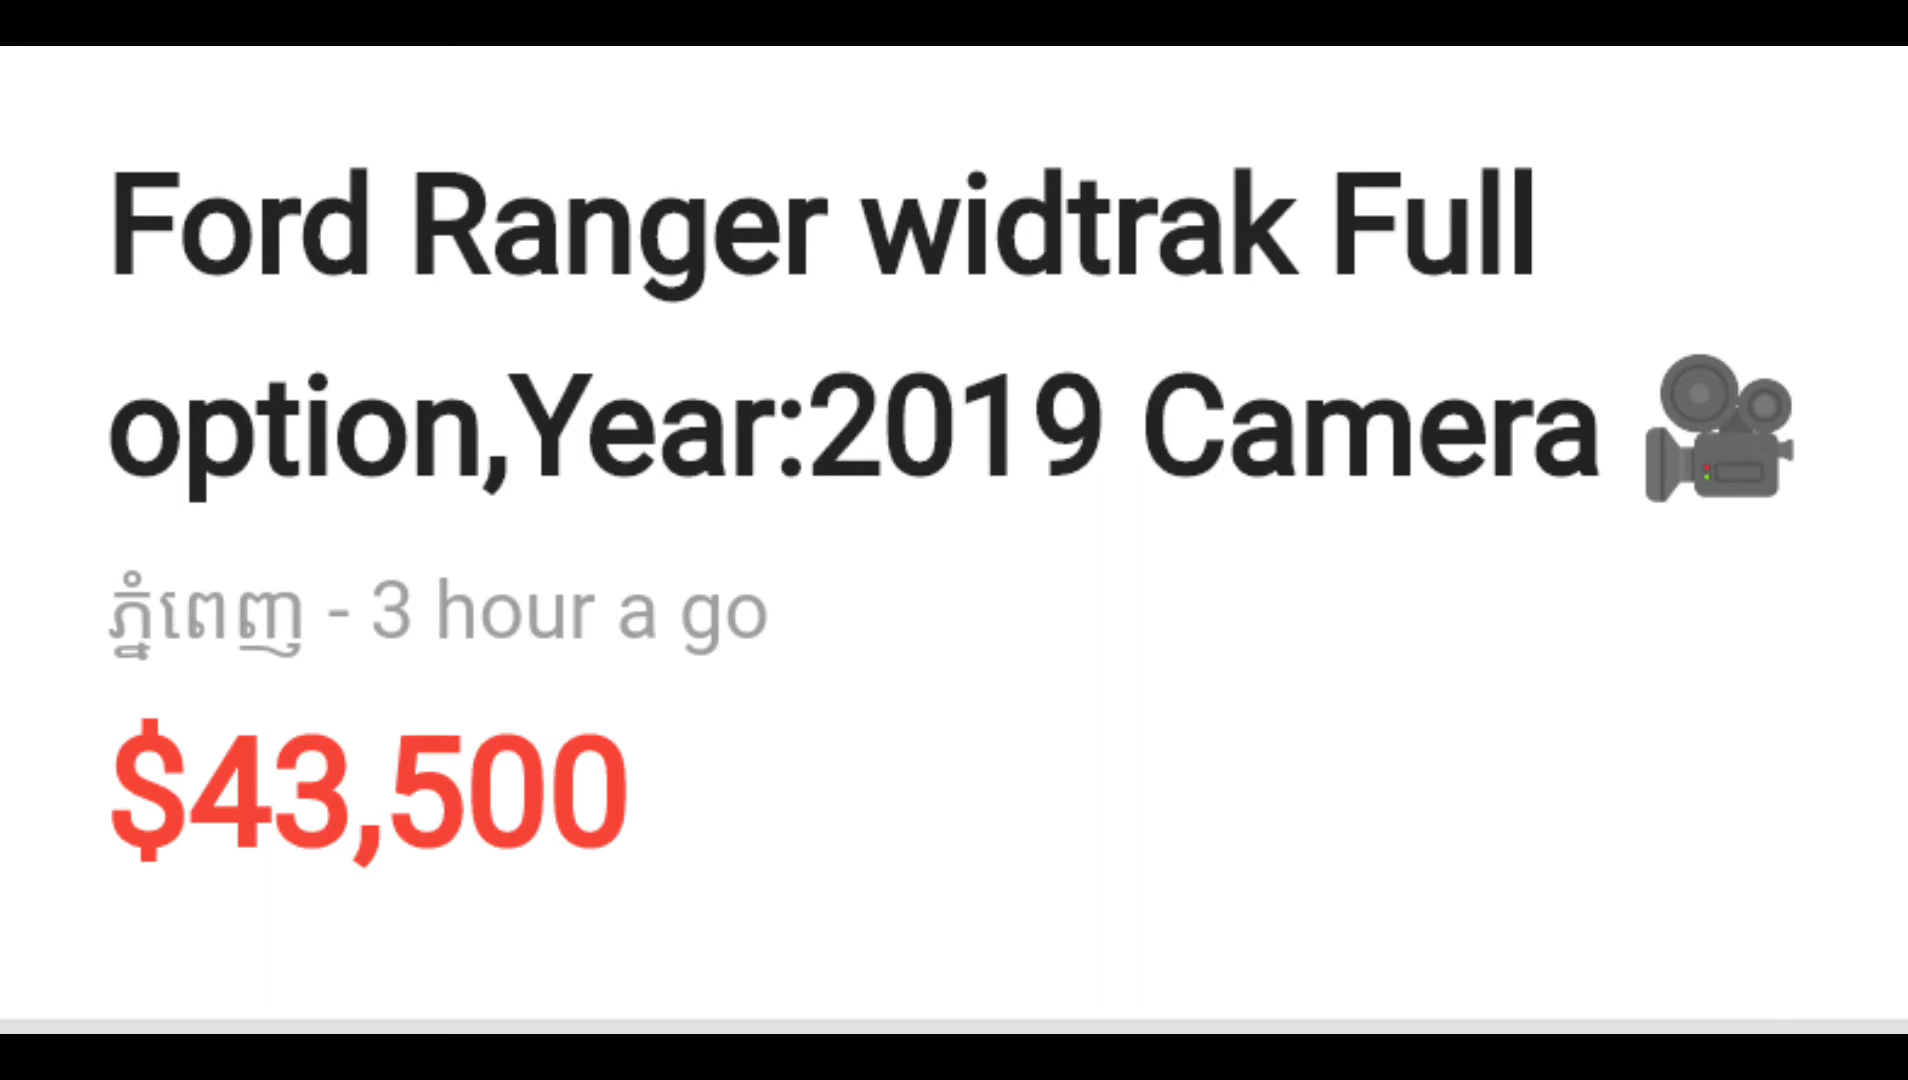 Ford Ranger widtrak Full
option,Year:2019 Camera 🎥
ភ្នំពេញ - 3 hour a go
$43,500